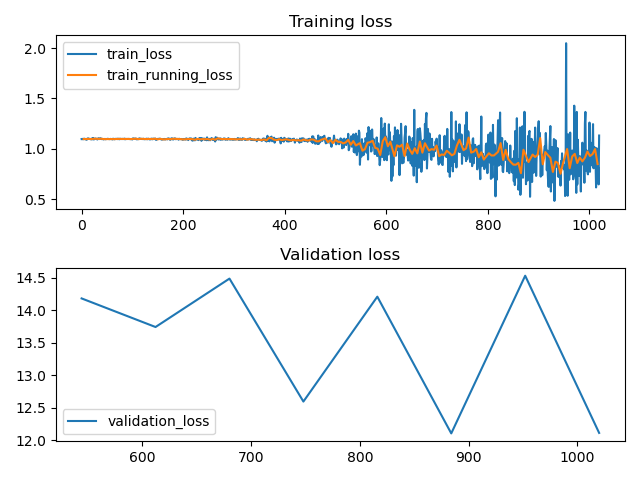 Training loss
2.0
1.5
1.0
0.5
train_loss
train_running_loss
0 200 400 600 800 1000
Validation loss
14.5
14.0
13.5
13.0
12.5
12.0
validation_loss
600 700 800 900 1000